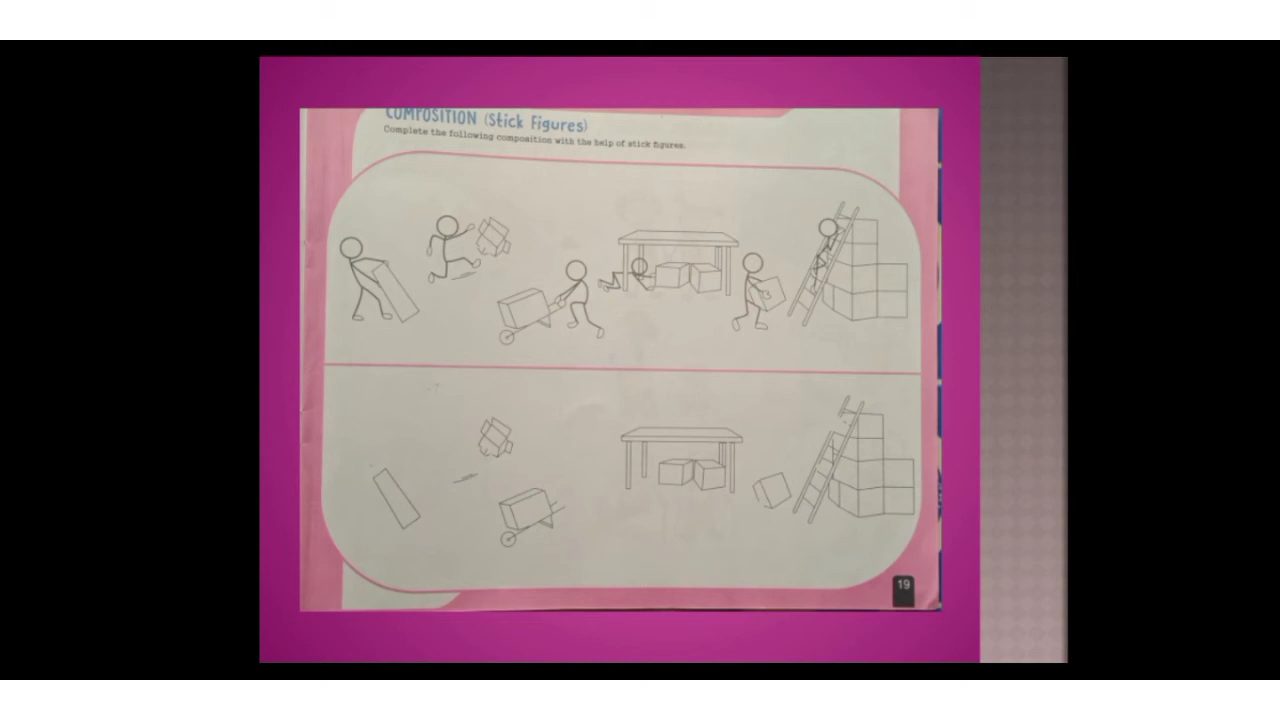 COMPOSITION (Stick Figures)
Complete the following composition with the help of stick figures.
19